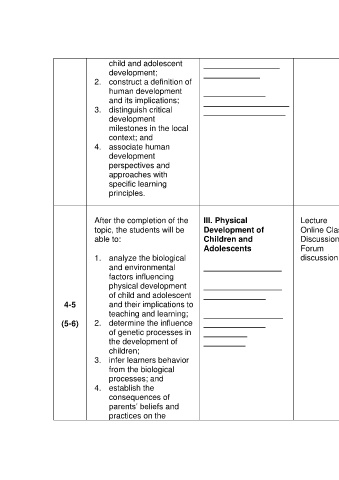 child and adolescent
development;
2. construct a definition of
human development
and its implications;
3. distinguish critical
development
milestones in the local
context; and
4. associate human
development
perspectives and
approaches with
specific learning
principles.
4-5
(5-6)
After the completion of the
topic, the students will be
able to:
1. analyze the biological
and environmental
factors influencing
physical development
of child and adolescent
and their implications to
teaching and learning;
2. determine the influence
of genetic processes in
the development of
children;
3. infer learners behavior
from the biological
processes; and
4. establish the
consequences of
parents' beliefs and
practices on the
III. Physical
Development of
Children and
Adolescents
Lecture
Online Cla
Discussion
Forum
discussion